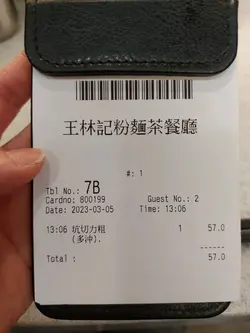 王林記粉麵茶餐廳
#: 1
Tbl No.: 7B
Cardno: 800199 Guest No.: 2
Date: 2023-03-05 Time: 13:06
13:06 坑切力粗 1 57.0
(多沖).
------
Total : 57.0